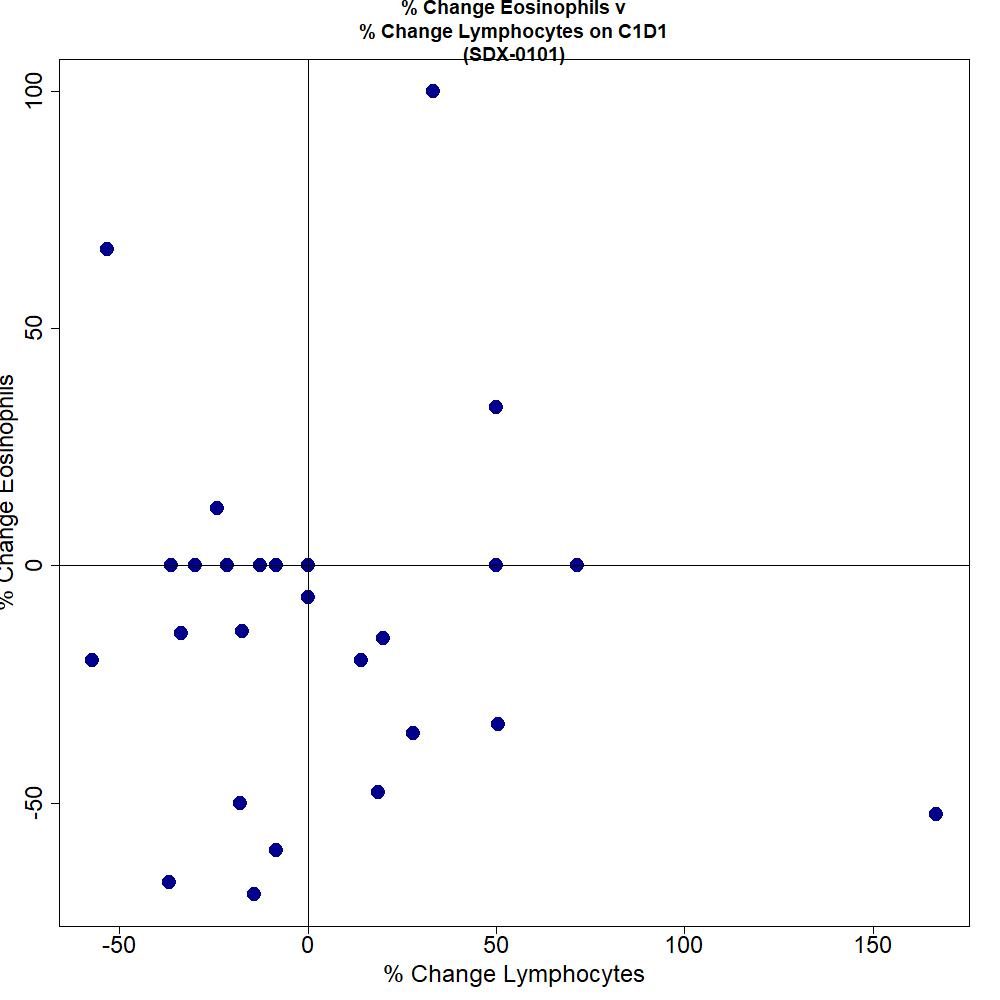 % Change Eosinophils v
% Change Lymphocytes on C1D1
(SDX-0101)
100
50
0
-50
% Change Eosinophils
-50 0 50 100 150
% Change Lymphocytes